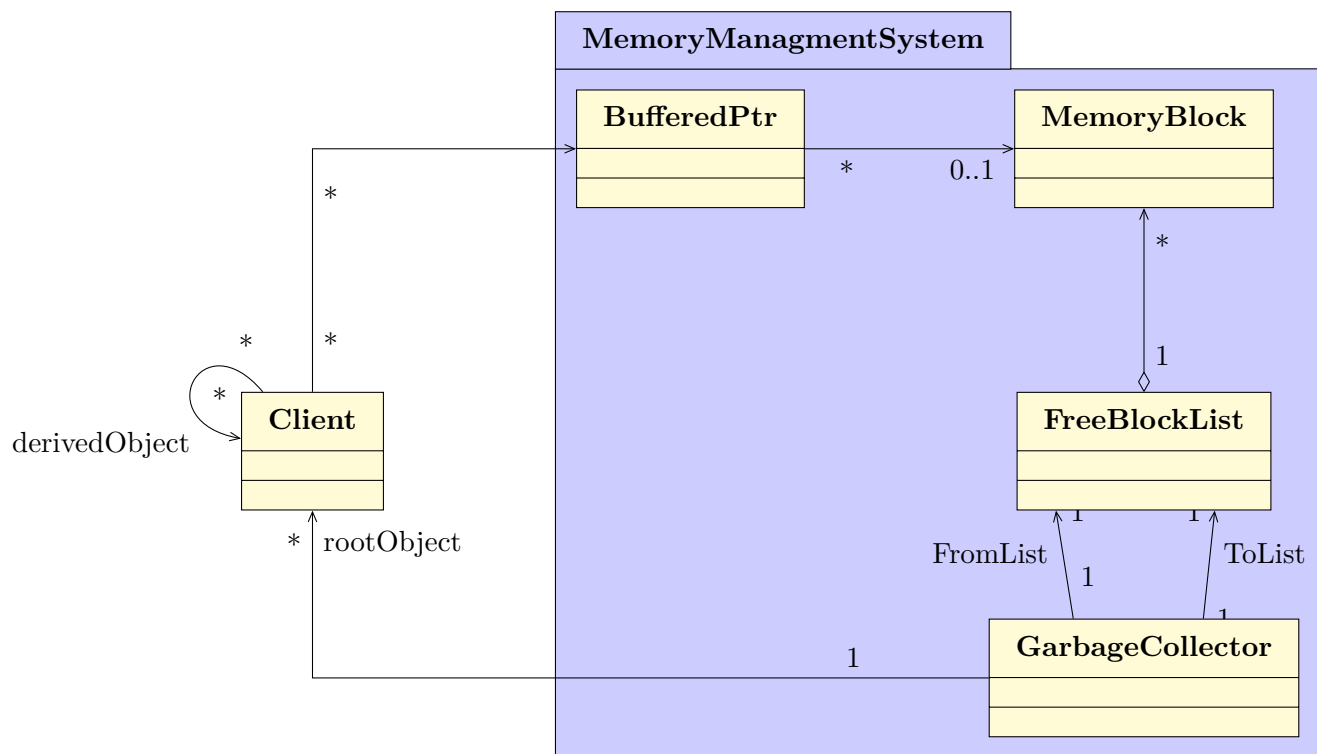 MemoryManagmentSystem
BufferedPtr
MemoryBlock
*
0..1
*
*
*
1
*
*
Client
derivedObject
FreeBlockList
1
1
*
rootObject
FromList
ToList
1
1
GarbageCollector
1